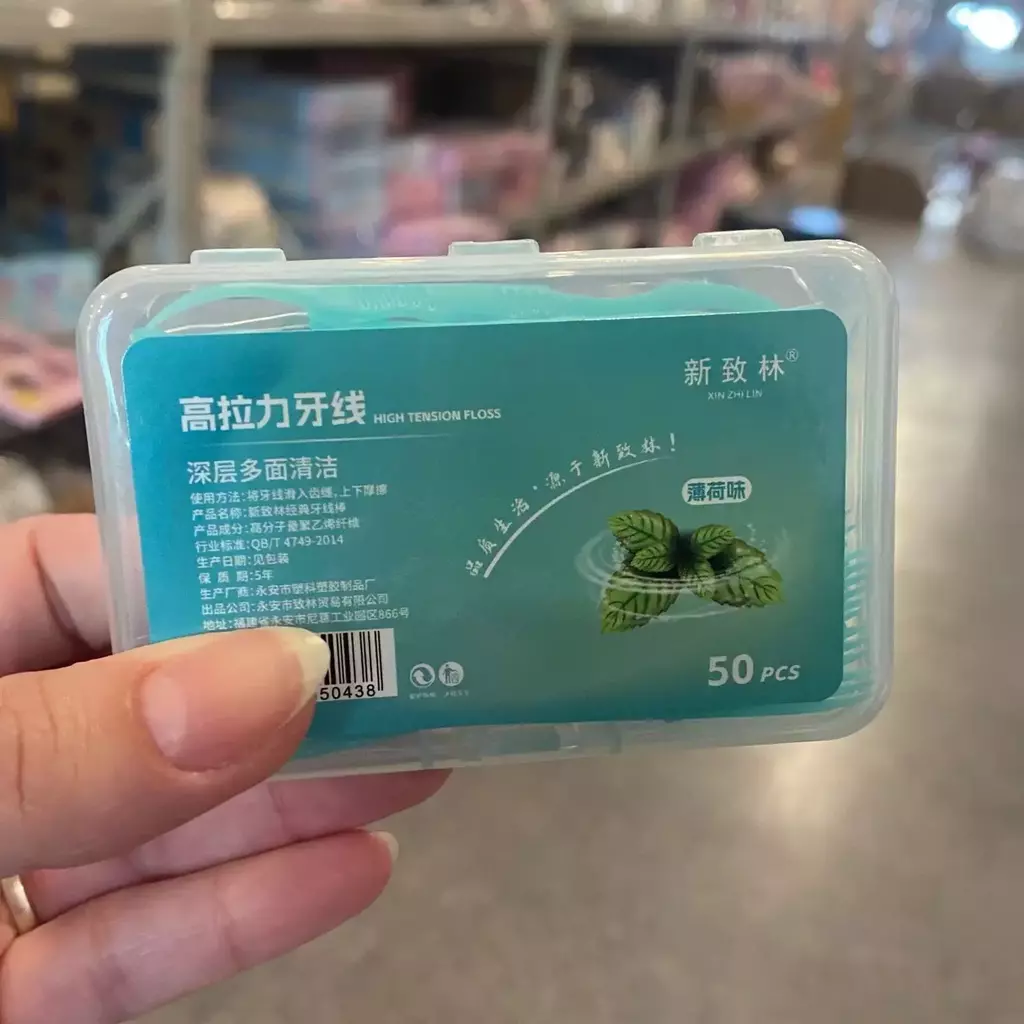 新致林®
XIN ZHI LIN
高拉力牙线 HIGH TENSION FLOSS
深层多面清洁
使用方法:将牙线滑入齿缝,上下摩擦
产品名称:新致林经典牙线棒
产品成分:高分子量聚乙烯纤维
行业标准:QB/T 4749-2014
生产日期:见包装
保 质 期:5年
生产厂商:永安市塑料塑胶制品厂
出品公司:永安市致林贸易有限公司
地址:福建省永安市尼葛工业园区866号
品质生活·源于新致林!
薄荷味
50438
50 PCS